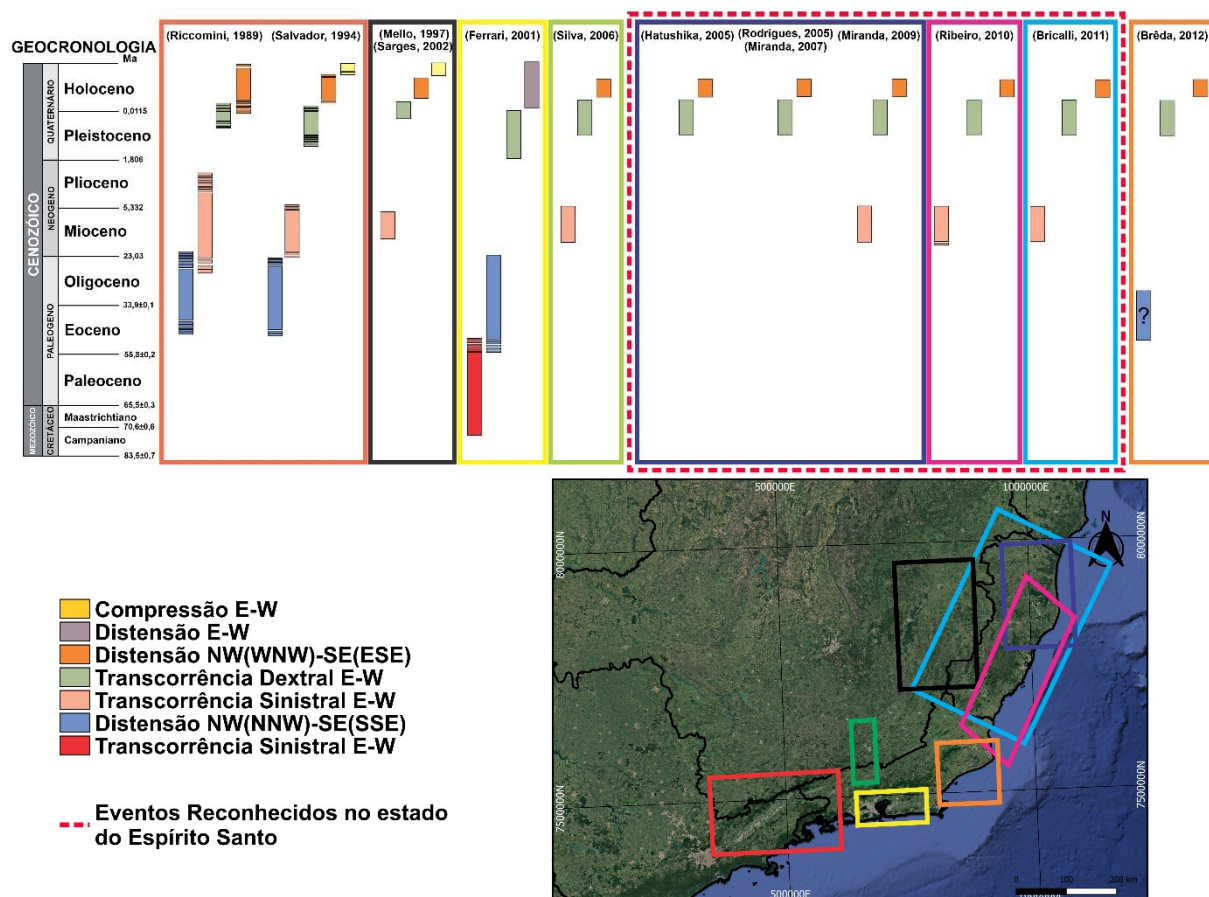 (Riccomini, 1989)
(Salvador, 1994)
(Mello, 1997)
(Sarges, 2002)
(Ferrari, 2001)
(Silva, 2006)
(Hatushika, 2005)
(Rodrigues, 2005)
Miranda, 2007)
Miranda, 2009)
(Ribeiro, 2010)
(Bricalli, 2011)
(Brêda, 2012)
GEOCRONOLOGIA
Ma
CENOZÓICO
QUATERNÁRIO
Holoceno
0,0115
Pleistoceno
1,806
NEOGENO
Plioceno
5,332
Mioceno
23,03
PALEOGENO
Oligoceno
33,9±0,1
Eoceno
?
55,8±0,2
Paleoceno
65,5±0,3
MEZOZÓICO
CRETÁCEO
Maastrichtiano
70,6±0,6
Campaniano
83,5±0,7
Compressão E-W
Distensão E-W
Distensão NW(WNW)-SE(ESE)
Transcorrência Dextral E-W
Transcorrência Sinistral E-W
Distensão NW(NNW)-SE(SSE)
Transcorrência Sinistral E-W
Eventos Reconhecidos no estado
do Espírito Santo
500000E
1000000E
N
8000000N
8000000N
7500000N
7500000N
0 100 200 km
500000E